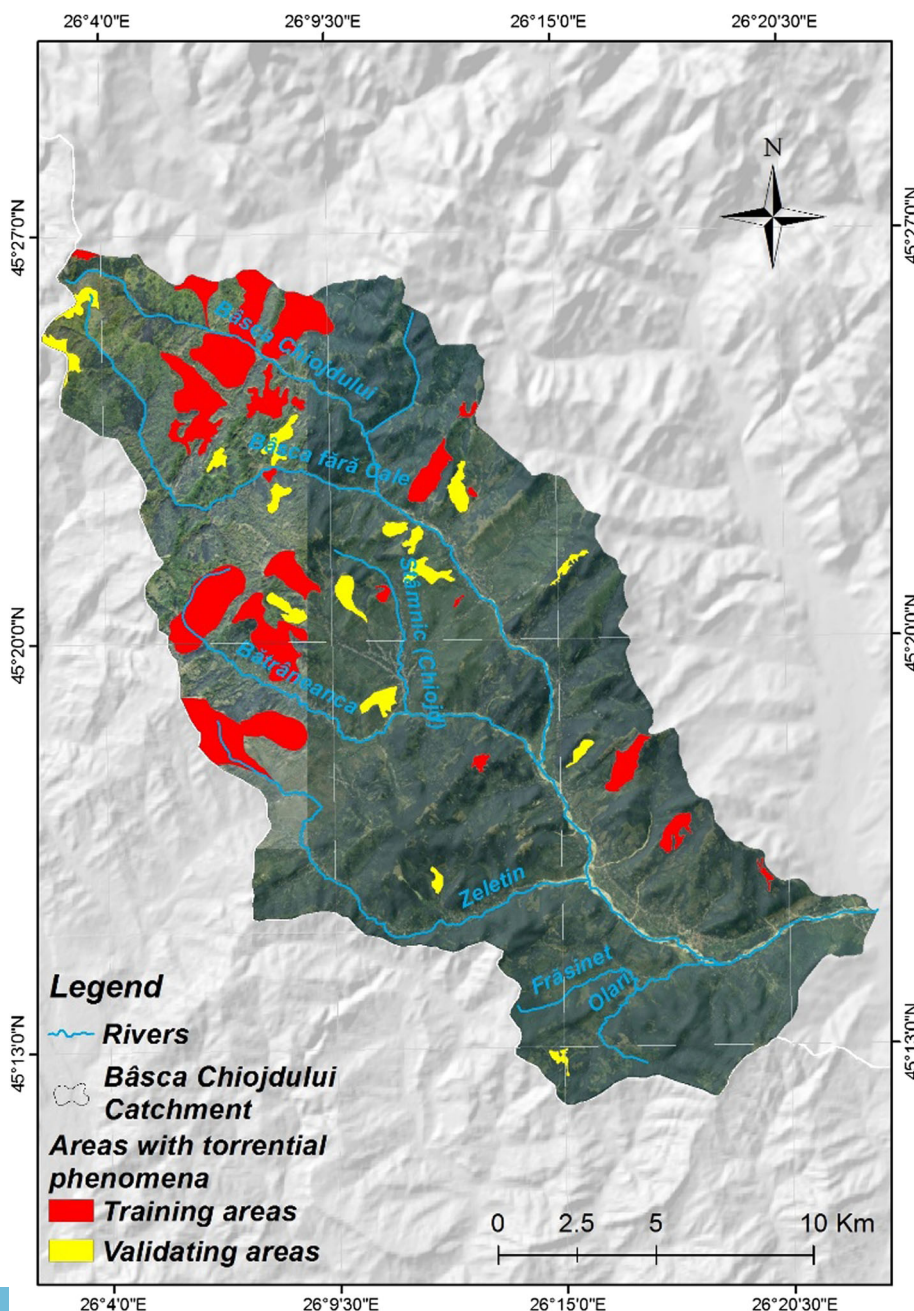 26°4'0"E 26°9'30"E 26°15'0"E 26°20'30"E
N
45°27'0"N 45°27'0"N
Bâsca Chiojdului
Bâsca fără Cale
Stâmnic (Chiojd)
45°20'0"N 45°20'0"N
Bătrâneanca
Zeletin
Frăsinet
Olari
Legend
Rivers
45°13'0"N 45°13'0"N
Bâsca Chiojdului
Catchment
Areas with torrential
phenomena
Training areas
Validating areas
0 2.5 5 10 Km
26°4'0"E 26°9'30"E 26°15'0"E 26°20'30"E